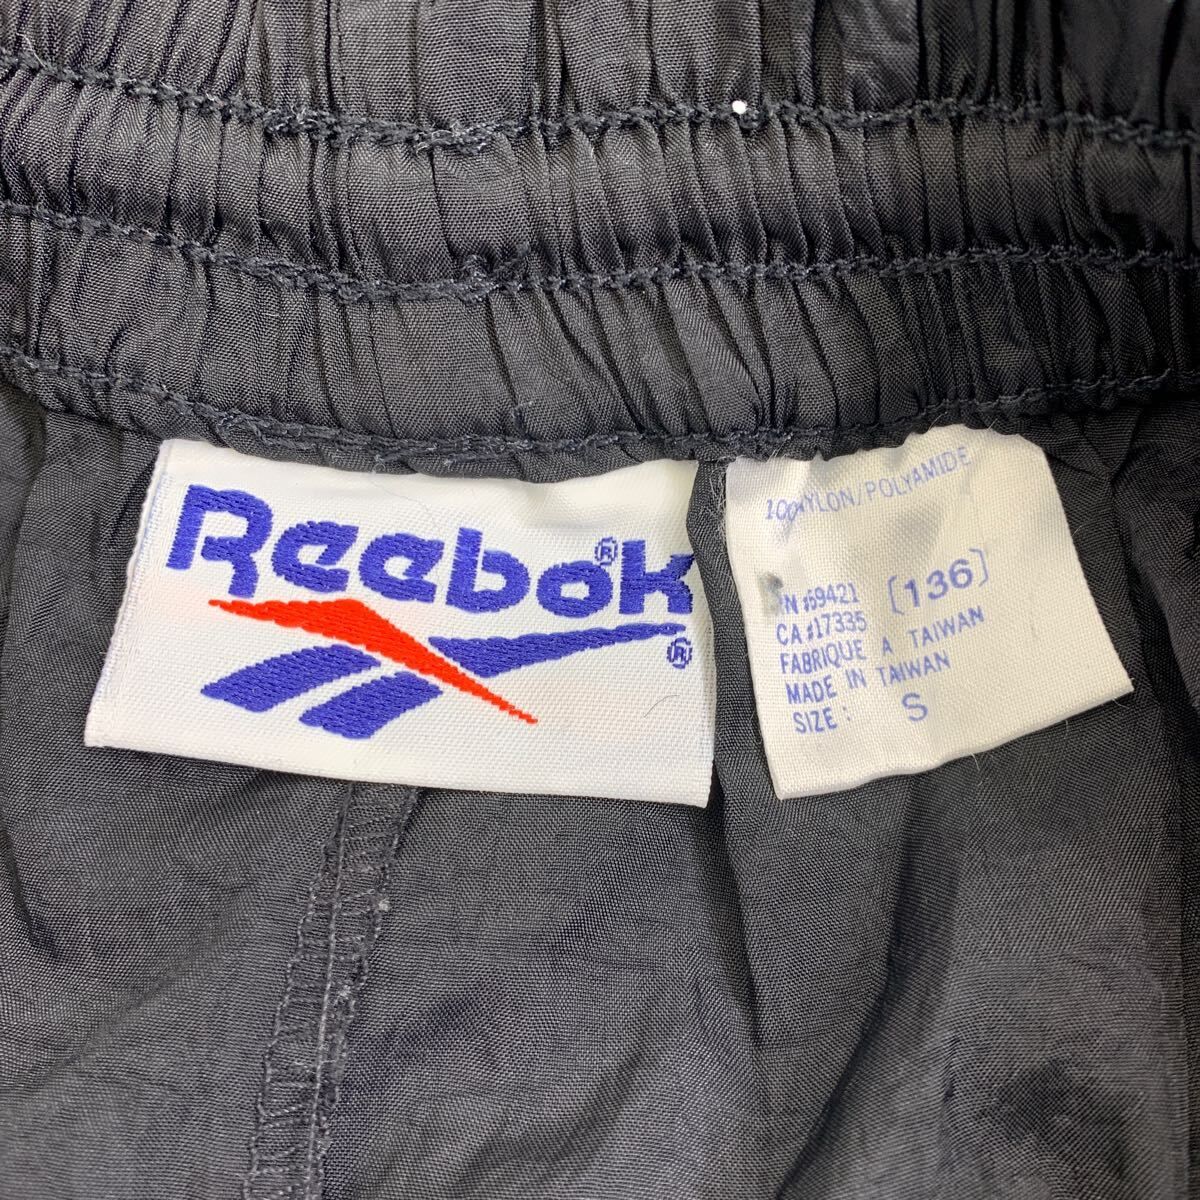 Reebok®
®
100% NYLON/POLYAMIDE
RN #69421 [136]
CA #17335
FABRIQUE A TAIWAN
MADE IN TAIWAN
SIZE: S